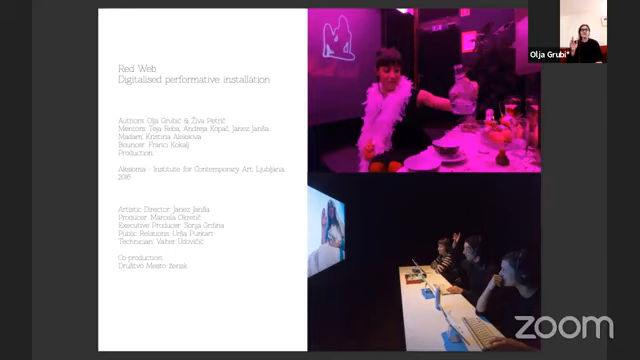 Red Web
Digitalised performative installation
Authors: Olja Grubić & Živa Petrič
Mentors: Teja Reba, Andreja Kopač, Janez Janša
Madam: Kristina Aleksova
Bouncer: Franci Kokalj
Production:
Aksioma - Institute for Contemporary Art, Ljubljana,
2016
Artistic Director: Janez Janša
Producer: Marcela Okretič
Executive Producer: Sonja Grdina
Public Relations: Urša Purkart
Technician: Valter Udovičić
Co-production:
Društvo Mesto žensk
Olja Grubi
zoom